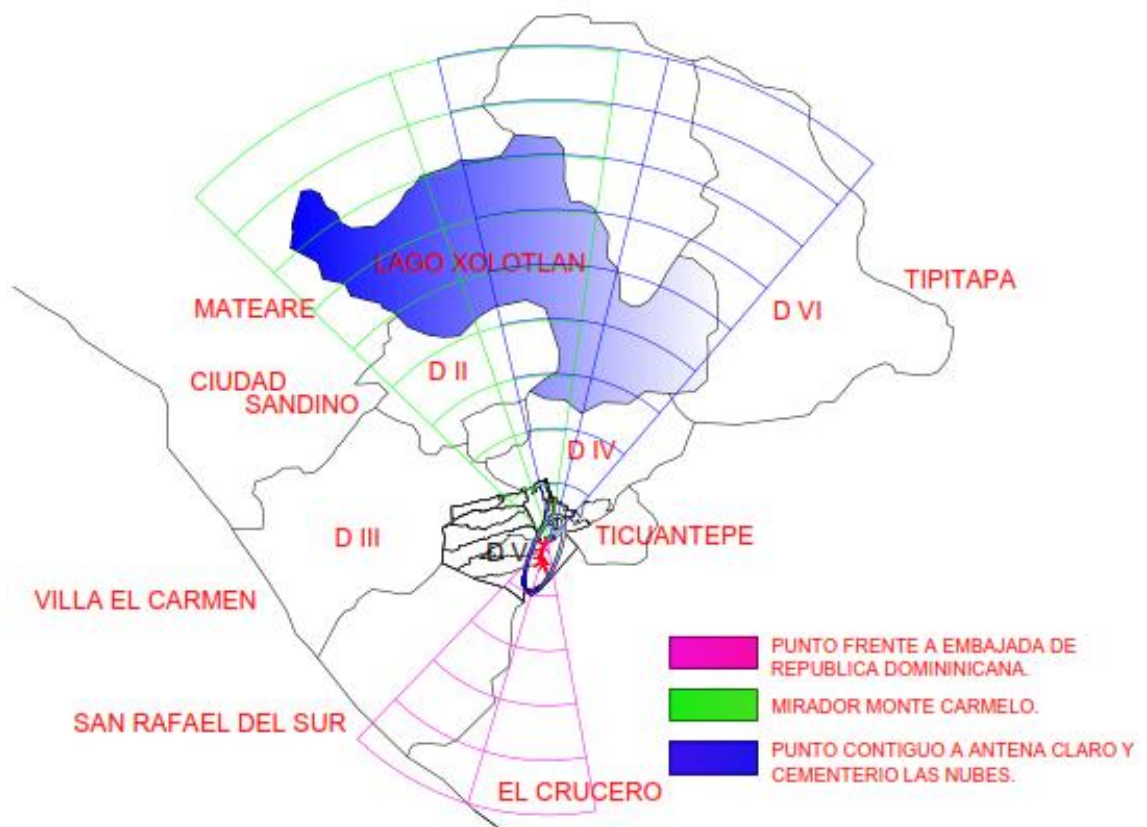 LAGO XOLOTLAN
TIPITAPA
MATEARE
D VI
D II
CIUDAD
SANDINO
D IV
D III
D V
TICUANTEPE
VILLA EL CARMEN
SAN RAFAEL DEL SUR
EL CRUCERO
PUNTO FRENTE A EMBAJADA DE
REPUBLICA DOMININICANA.
MIRADOR MONTE CARMELO.
PUNTO CONTIGUO A ANTENA CLARO Y
CEMENTERIO LAS NUBES.